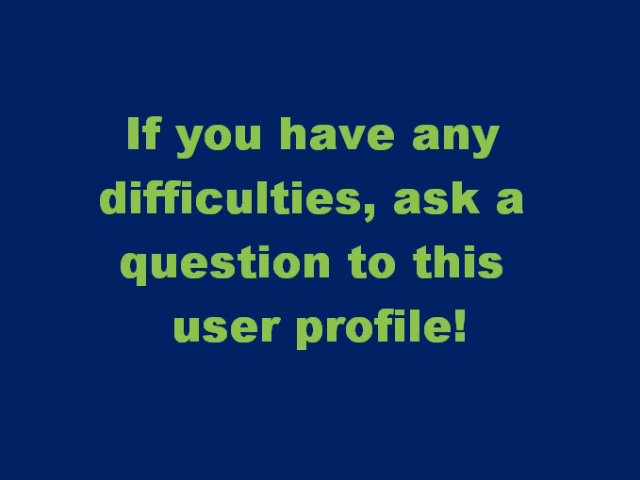 If you have any
difficulties, ask a
question to this
user profile!